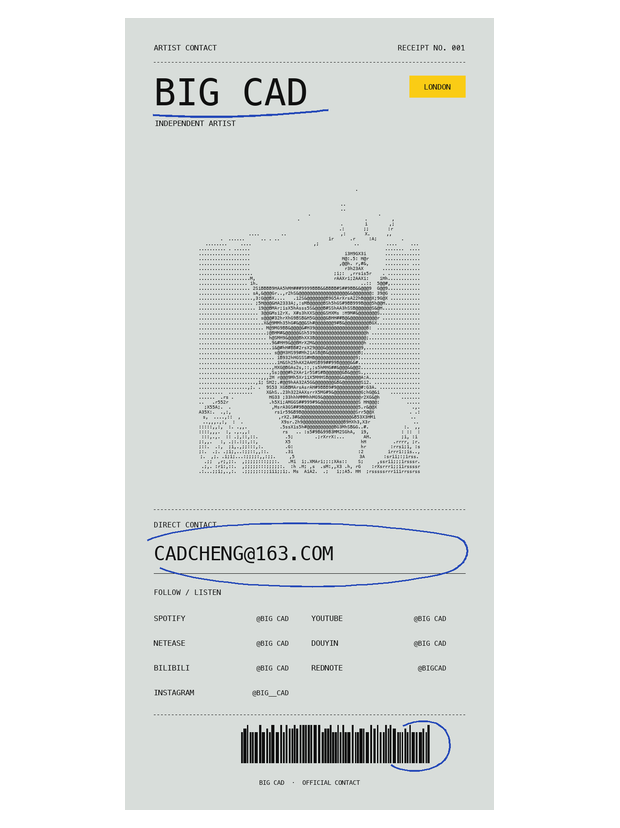 ARTIST CONTACT RECEIPT NO. 001
BIG CAD LONDON
INDEPENDENT ARTIST
DIRECT CONTACT
CADCHENG@163.COM
FOLLOW / LISTEN
SPOTIFY @BIG CAD YOUTUBE @BIG CAD
NETEASE @BIG CAD DOUYIN @BIG CAD
BILIBILI @BIG CAD REDNOTE @BIGCAD
INSTAGRAM @BIG__CAD
BIG CAD · OFFICIAL CONTACT